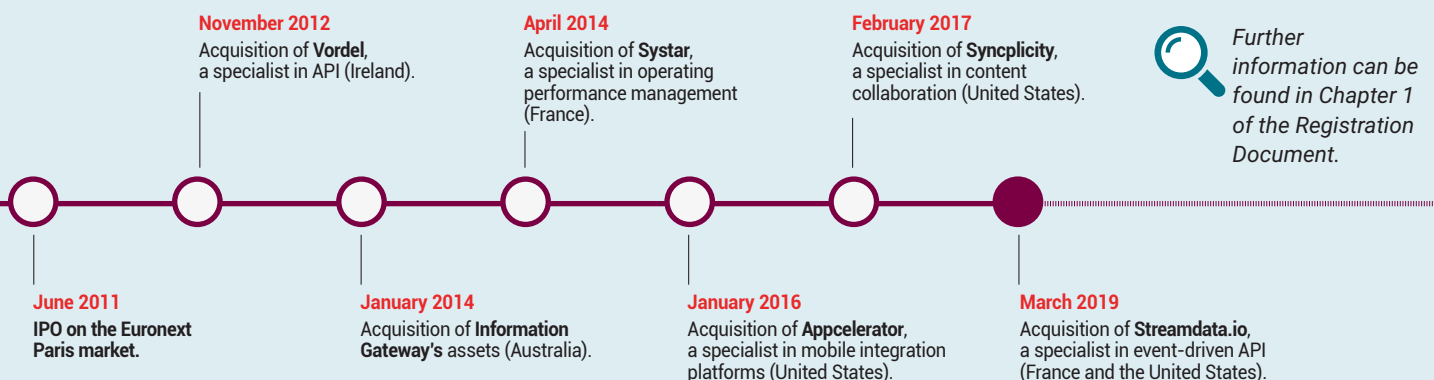 November 2012
Acquisition of Vordel,
a specialist in API (Ireland).
April 2014
Acquisition of Systar,
a specialist in operating
performance management
(France).
February 2017
Acquisition of Syncplicity,
a specialist in content
collaboration (United States).
Further
information can be
found in Chapter 1
of the Registration
Document.
June 2011
IPO on the Euronext
Paris market.
January 2014
Acquisition of Information
Gateway's assets (Australia).
January 2016
Acquisition of Appcelerator,
a specialist in mobile integration
platforms (United States).
March 2019
Acquisition of Streamdata.io,
a specialist in event-driven API
(France and the United States).